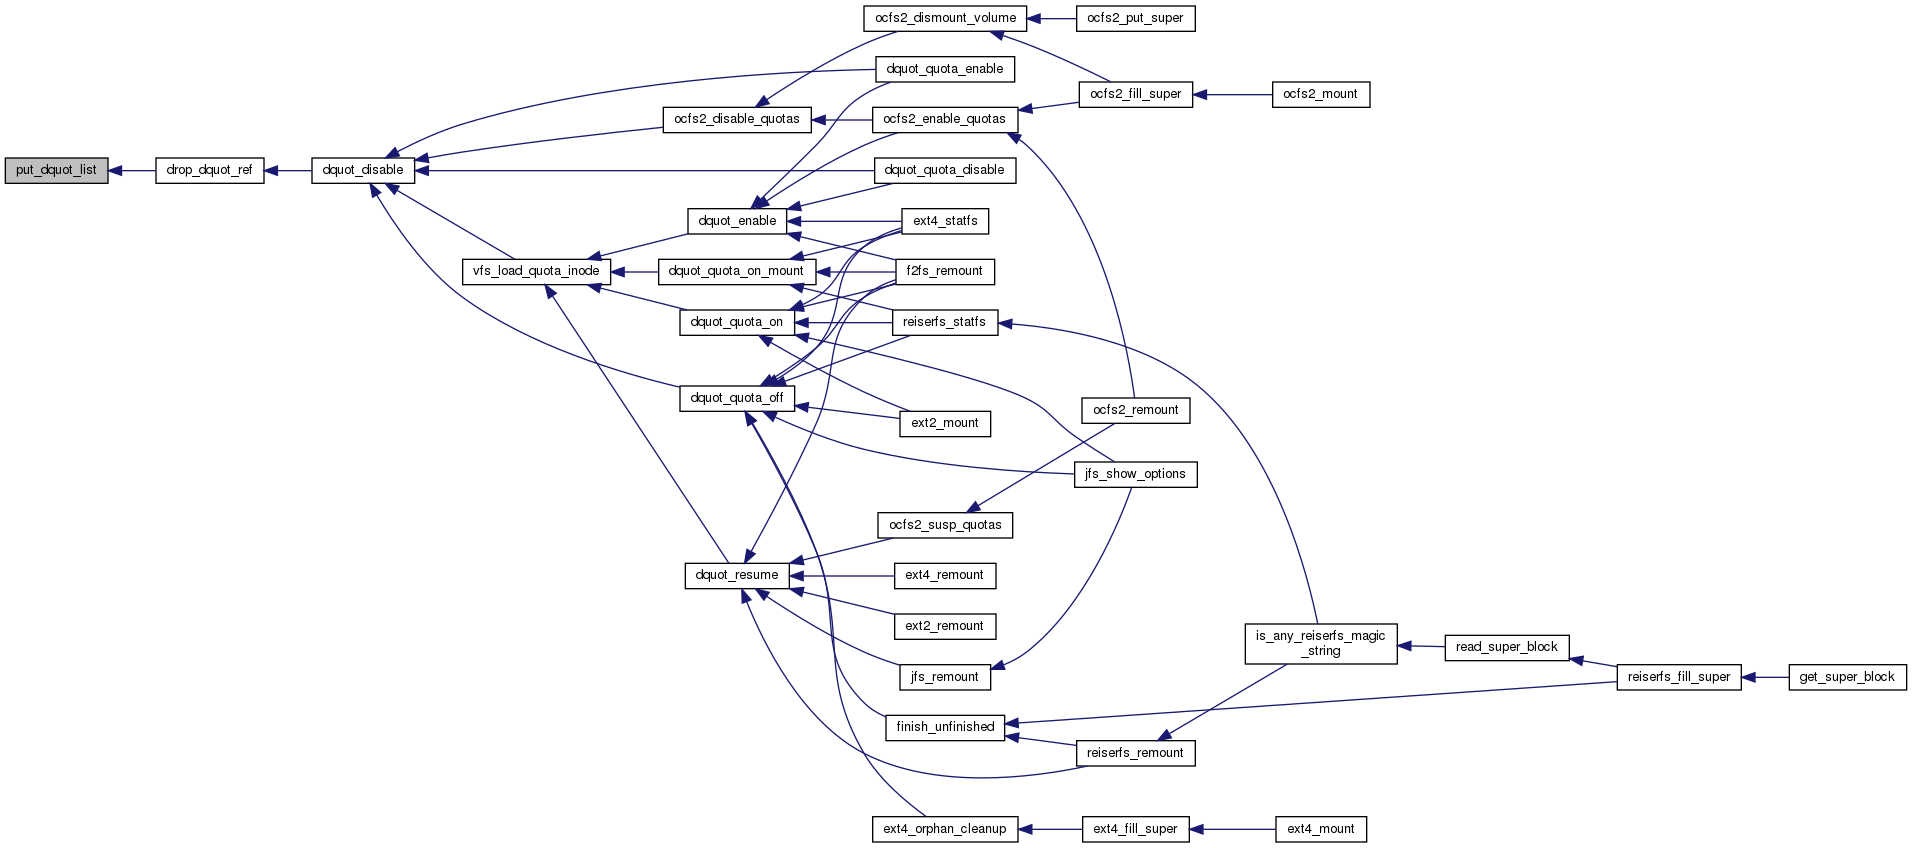 ocfs2_dismount_volume
ocfs2_put_super
dquot_quota_enable
ocfs2_fill_super
ocfs2_mount
ocfs2_disable_quotas
ocfs2_enable_quotas
put_dquot_list
drop_dquot_ref
dquot_disable
dquot_quota_disable
dquot_enable
ext4_statfs
vfs_load_quota_inode
dquot_quota_on_mount
f2fs_remount
dquot_quota_on
reiserfs_statfs
dquot_quota_off
ocfs2_remount
ext2_mount
jfs_show_options
ocfs2_susp_quotas
dquot_resume
ext4_remount
ext2_remount
is_any_reiserfs_magic
_string
read_super_block
jfs_remount
reiserfs_fill_super
get_super_block
finish_unfinished
reiserfs_remount
ext4_orphan_cleanup
ext4_fill_super
ext4_mount